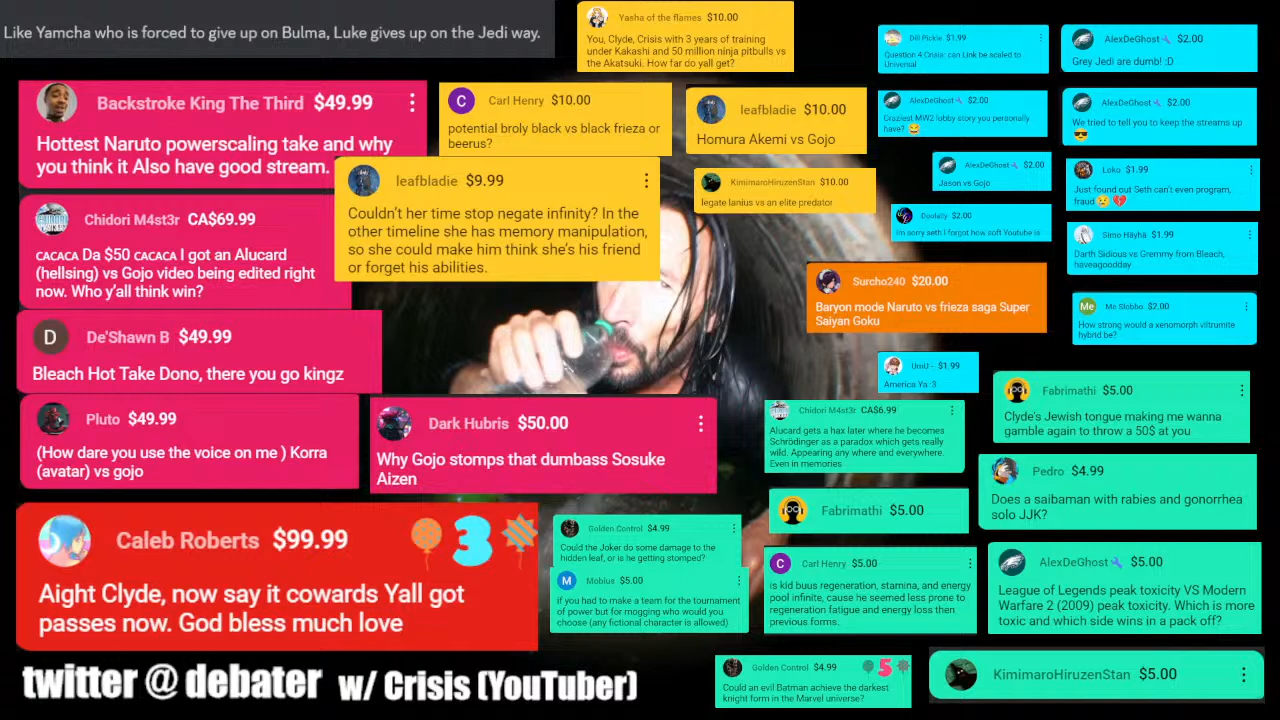 Like Yamcha who is forced to give up on Bulma, Luke gives up on the Jedi way.
Yasha of the flames $10.00
You, Clyde, Crisis with 3 years of training
under Kakashi and 50 million ninja pitbulls vs
the Akatsuki. How far do yall get?
Dill Pickle $1.99
Question 4 Crisis: can Link be scaled to
Universal
AlexDeGhost $2.00
Grey Jedi are dumb! :D
Backstroke King The Third $49.99
Hottest Naruto powerscaling take and why
you think it Also have good stream.
C
Carl Henry $10.00
potential broly black vs black frieza or
beerus?
leafbladie $10.00
Homura Akemi vs Gojo
AlexDeGhost $2.00
Craziest MW2 lobby story you personally
have? 😂
AlexDeGhost $2.00
We tried to tell you to keep the streams up
😎
leafbladie $9.99
Couldn't her time stop negate infinity? In the
other timeline she has memory manipulation,
so she could make him think she's his friend
or forget his abilities.
KimimaroHiruzenStan $10.00
legate lanius vs an elite predator
AlexDeGhost $2.00
Jason vs Gojo
Loko $1.99
Just found out Seth can't even program,
fraud 😢 💔
Chidori M4st3r CA$69.99
CACACA Da $50 CACACA I got an Alucard
(hellsing) vs Gojo video being edited right
now. Who y'all think win?
Dootally $2.00
im sorry seth I forgot how soft Youtube is
Simo Häyhä $1.99
Darth Sidious vs Gremmy from Bleach,
haveagoodday
Surcho240 $20.00
Baryon mode Naruto vs frieza saga Super
Saiyan Goku
Me
Me Slobbo $2.00
How strong would a xenomorph viltrumite
hybrid be?
D
De'Shawn B $49.99
Bleach Hot Take Dono, there you go kingz
UmU - $1.99
America Ya :3
Fabrimathi $5.00
Clyde's Jewish tongue making me wanna
gamble again to throw a 50$ at you
Pluto $49.99
(How dare you use the voice on me ) Korra
(avatar) vs gojo
Dark Hubris $50.00
Why Gojo stomps that dumbass Sosuke
Aizen
Chidori M4st3r CA$6.99
Alucard gets a hax later where he becomes
Schrödinger as a paradox which gets really
wild. Appearing any where and everywhere.
Even in memories
Pedro $4.99
Does a saibaman with rabies and gonorrhea
solo JJK?
Fabrimathi $5.00
Caleb Roberts $99.99
3
Aight Clyde, now say it cowards Yall got
passes now. God bless much love
Golden Control $4.99
Could the Joker do some damage to the
hidden leaf, or is he getting stomped?
M
Mobius $5.00
if you had to make a team for the tournament
of power but for mogging who would you
choose (any fictional character is allowed)
C
Carl Henry $5.00
is kid buus regeneration, stamina, and energy
pool infinite, cause he seemed less prone to
regeneration fatigue and energy loss then
previous forms.
AlexDeGhost $5.00
League of Legends peak toxicity VS Modern
Warfare 2 (2009) peak toxicity. Which is more
toxic and which side wins in a pack off?
Golden Control $4.99
5
Could an evil Batman achieve the darkest
knight form in the Marvel universe?
KimimaroHiruzenStan $5.00
twitter @ debater w/ Crisis (YouTuber)